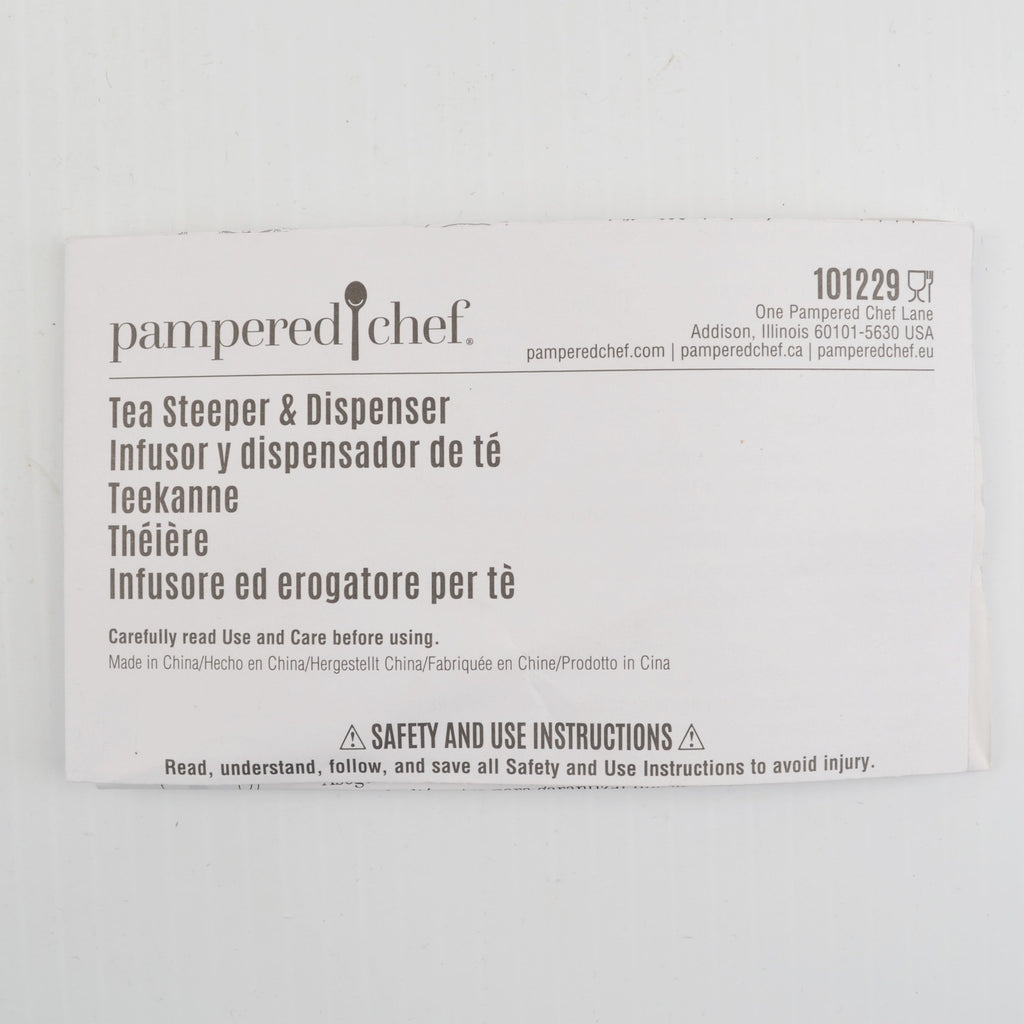 pampered chef®
101229
One Pampered Chef Lane
Addison, Illinois 60101-5630 USA
pamperedchef.com | pamperedchef.ca | pamperedchef.eu
Tea Steeper & Dispenser
Infusor y dispensador de té
Teekanne
Théière
Infusore ed erogatore per tè
Carefully read Use and Care before using.
Made in China/Hecho en China/Hergestellt China/Fabriquée en Chine/Prodotto in Cina
SAFETY AND USE INSTRUCTIONS
Read, understand, follow, and save all Safety and Use Instructions to avoid injury.